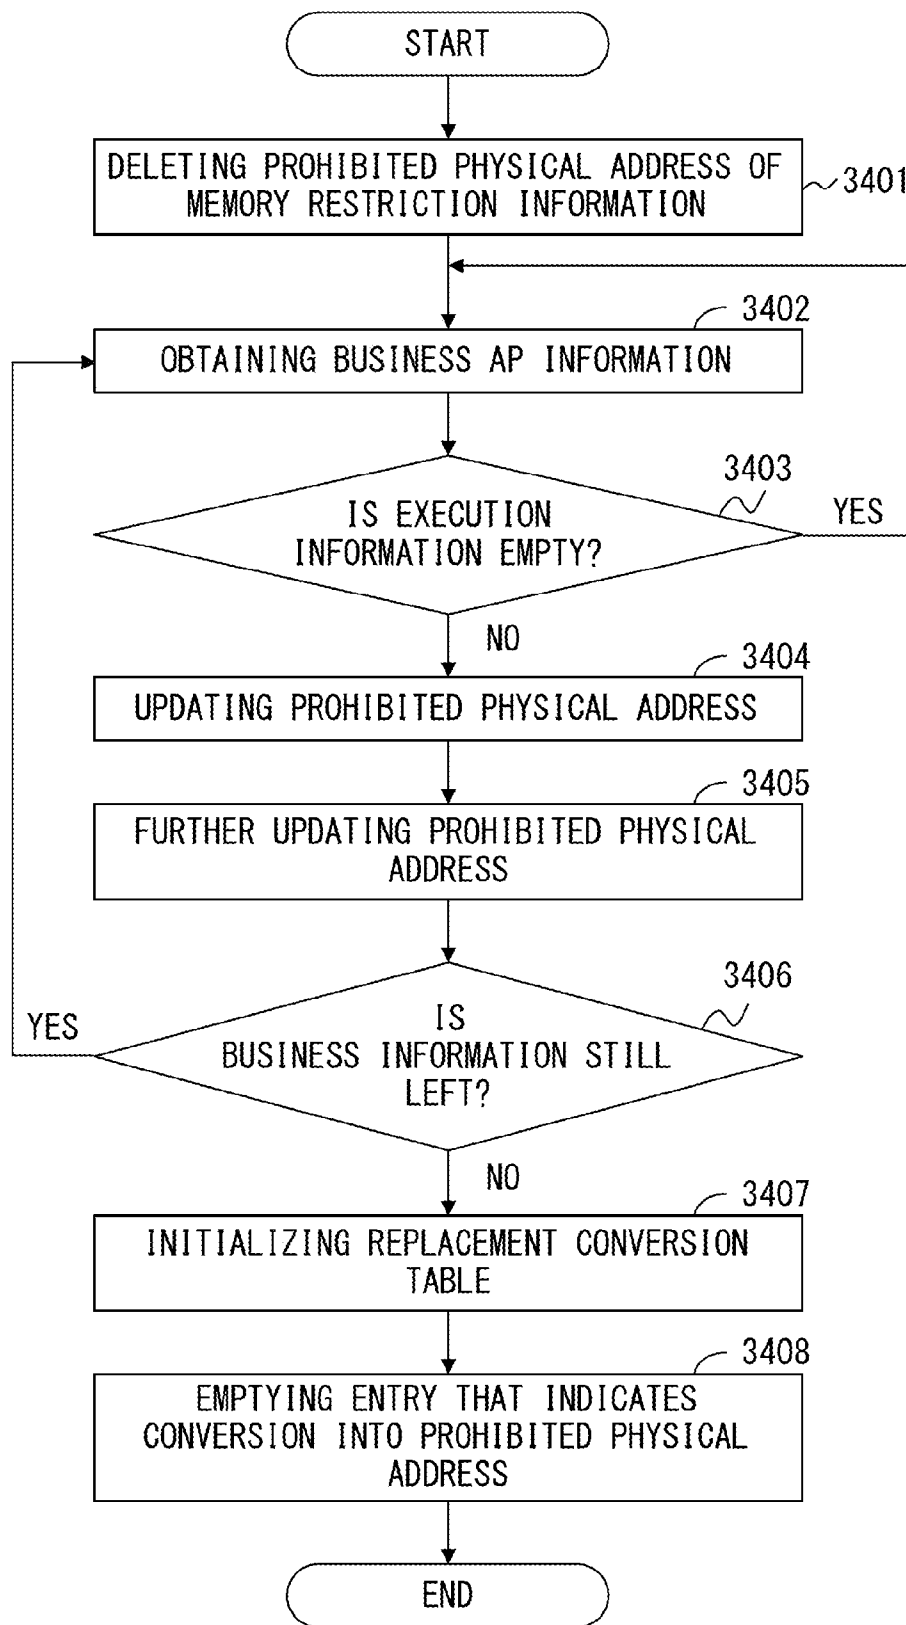 START
DELETING PROHIBITED PHYSICAL ADDRESS OF
MEMORY RESTRICTION INFORMATION
3401
3402
OBTAINING BUSINESS AP INFORMATION
3403
IS EXECUTION
INFORMATION EMPTY?
YES
NO
3404
UPDATING PROHIBITED PHYSICAL ADDRESS
3405
FURTHER UPDATING PROHIBITED PHYSICAL
ADDRESS
3406
YES
IS
BUSINESS INFORMATION STILL
LEFT?
NO
3407
INITIALIZING REPLACEMENT CONVERSION
TABLE
3408
EMPTYING ENTRY THAT INDICATES
CONVERSION INTO PROHIBITED PHYSICAL
ADDRESS
END